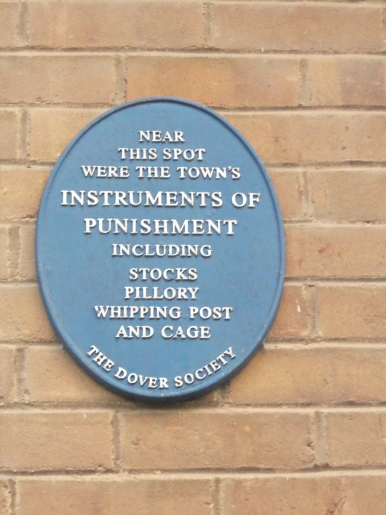 NEAR
THIS SPOT
WERE THE TOWN'S
INSTRUMENTS OF
PUNISHMENT
INCLUDING
STOCKS
PILLORY
WHIPPING POST
AND CAGE
THE DOVER SOCIETY